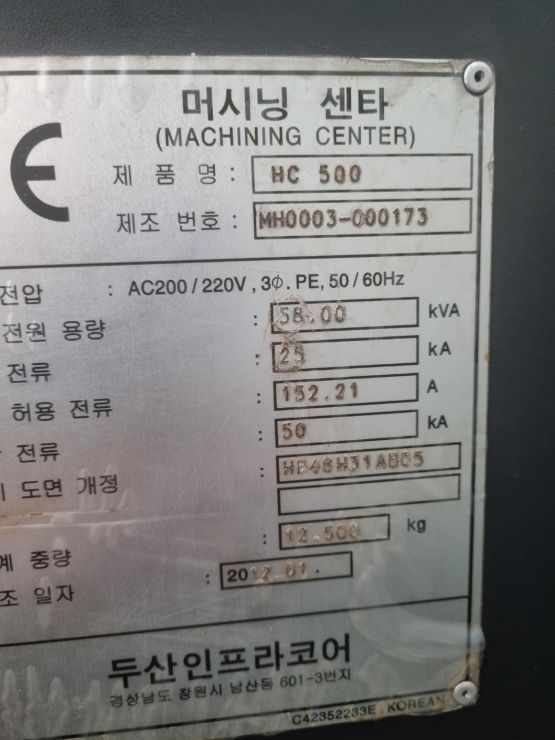 머시닝 센타
(MACHINING CENTER)
CE
제 품 명 : HC 500
제조 번호 : MH0003-000173
전압 : AC200 / 220V , 3Φ. PE, 50 / 60Hz
전원 용량 : 58.00 kVA
전류 : 25 kA
허용 전류 : 152.21 A
전류 : 50 kA
도면 개정 :
중량 : 12,500 kg
일자 : 2012.01.
두산인프라코어
경상남도 창원시 남산동 601-3번지
C42352233E, KOREAN